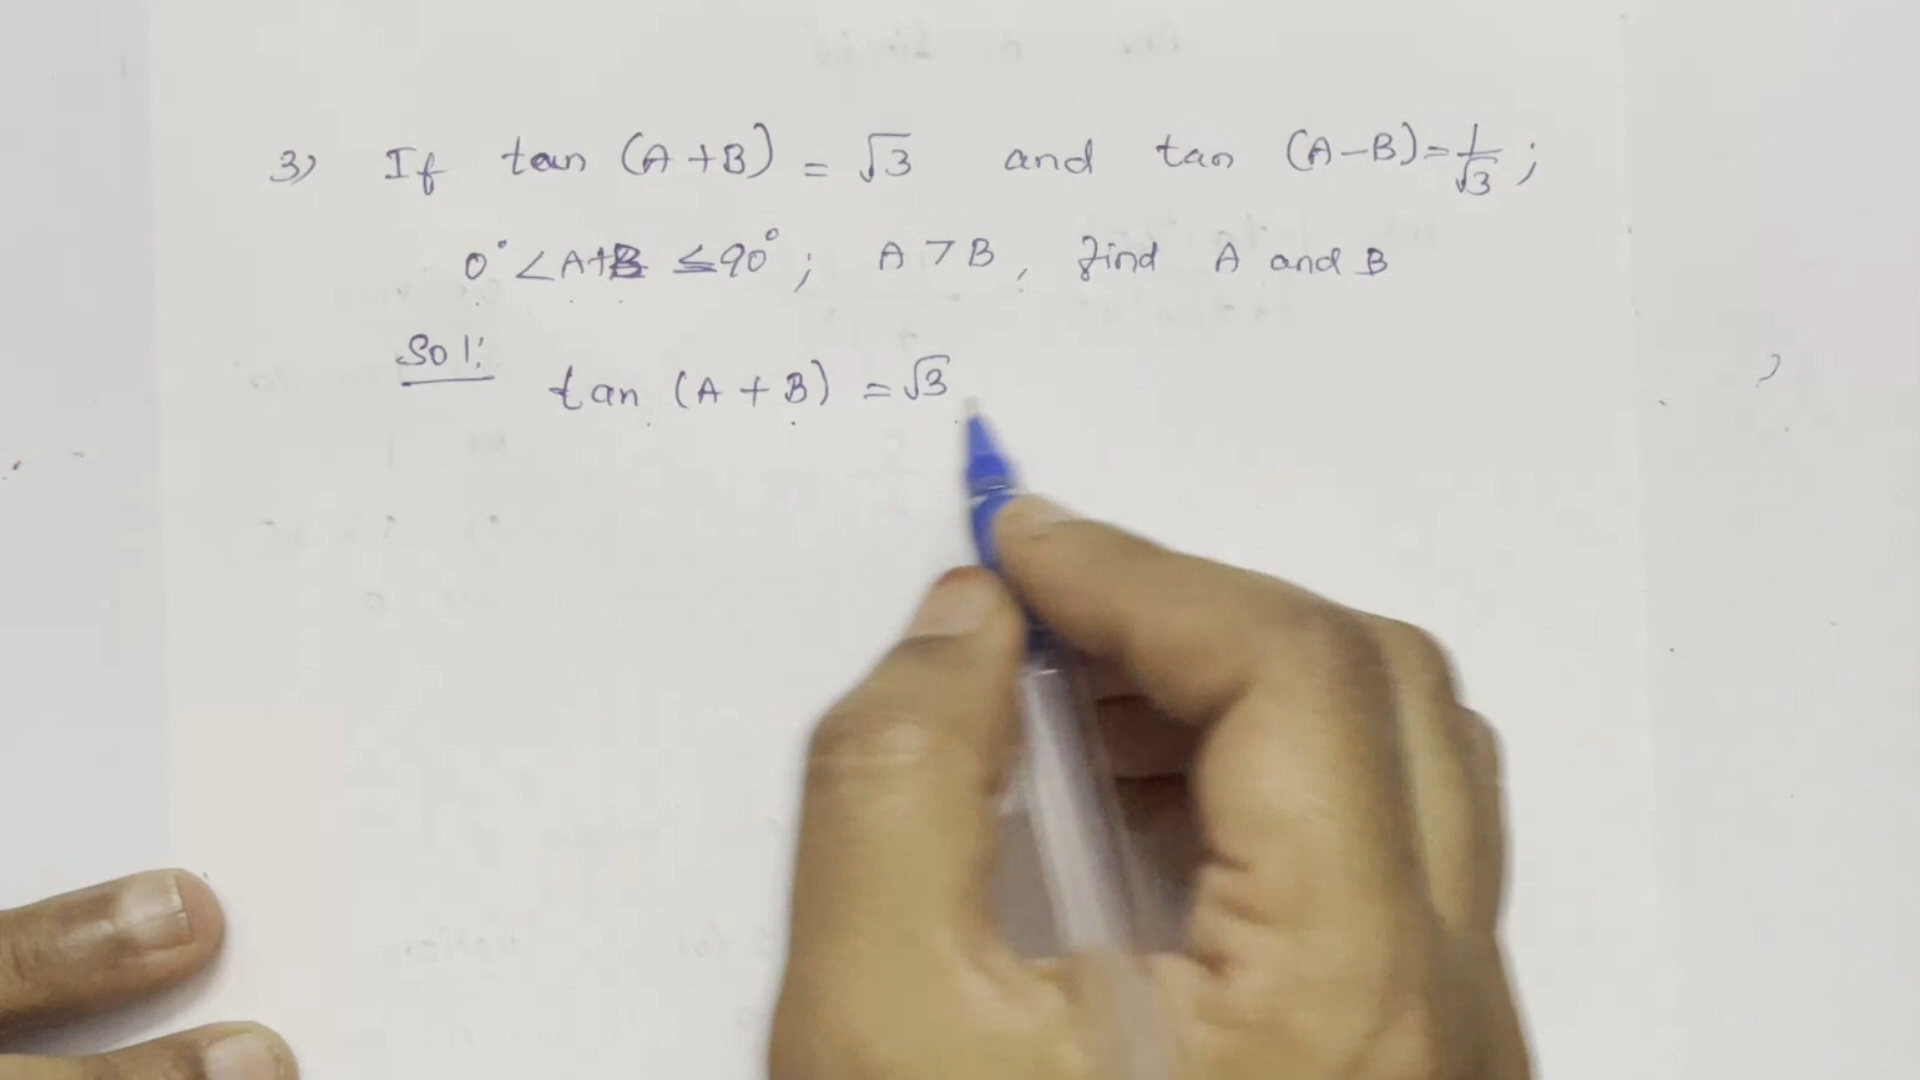 3) If tan (A+B) = √3 and tan (A-B) = 1/√3 ;
0° < A+B ≤ 90° ; A > B , find A and B
Sol:
tan (A + B) = √3